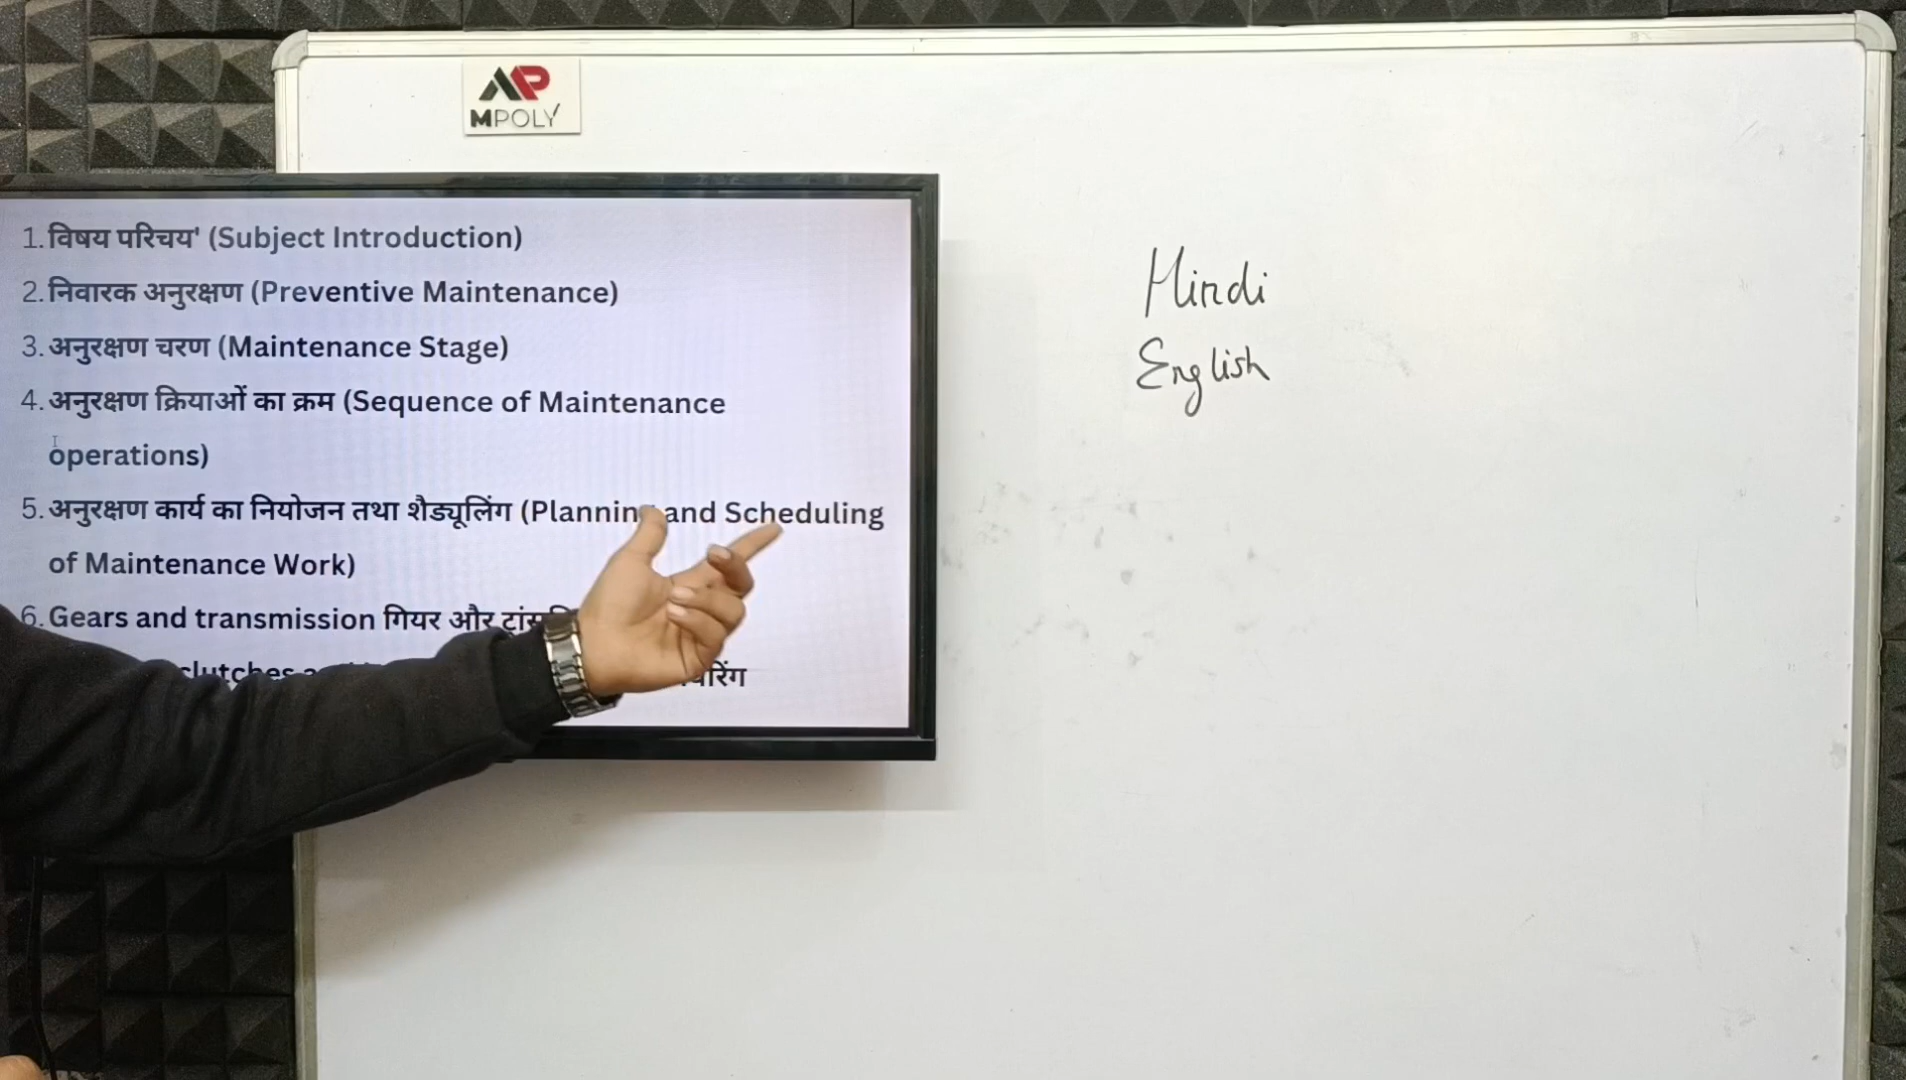 MPOLY
1. विषय परिचय' (Subject Introduction)
2. निवारक अनुरक्षण (Preventive Maintenance)
3. अनुरक्षण चरण (Maintenance Stage)
4. अनुरक्षण क्रियाओं का क्रम (Sequence of Maintenance
operations)
5. अनुरक्षण कार्य का नियोजन तथा शैड्यूलिंग (Planning and Scheduling
of Maintenance Work)
6. Gears and transmission गियर और
clutches
Hindi
English